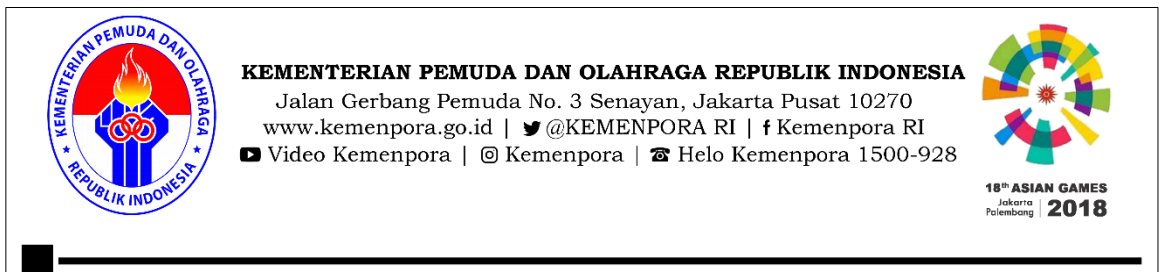 KEMENTERIAN PEMUDA DAN OLAHRAGA
REPUBLIK INDONESIA
KEMENTERIAN PEMUDA DAN OLAHRAGA REPUBLIK INDONESIA
Jalan Gerbang Pemuda No. 3 Senayan, Jakarta Pusat 10270
www.kemenpora.go.id | @KEMENPORA RI | f Kemenpora RI
Video Kemenpora | Kemenpora | Helo Kemenpora 1500-928
18th ASIAN GAMES
Jakarta
Palembang | 2018